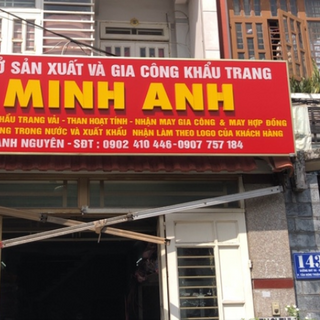 Ở SẢN XUẤT VÀ GIA CÔNG KHẨU TRANG
MINH ANH
KHẨU TRANG VẢI - THAN HOẠT TÍNH - NHẬN MAY GIA CÔNG & MAY HỢP ĐỒNG
NG TRONG NƯỚC VÀ XUẤT KHẨU NHẬN LÀM THEO LOGO CỦA KHÁCH HÀNG
ANH NGUYÊN - SĐT: 0902 410 446-0907 757 184
143